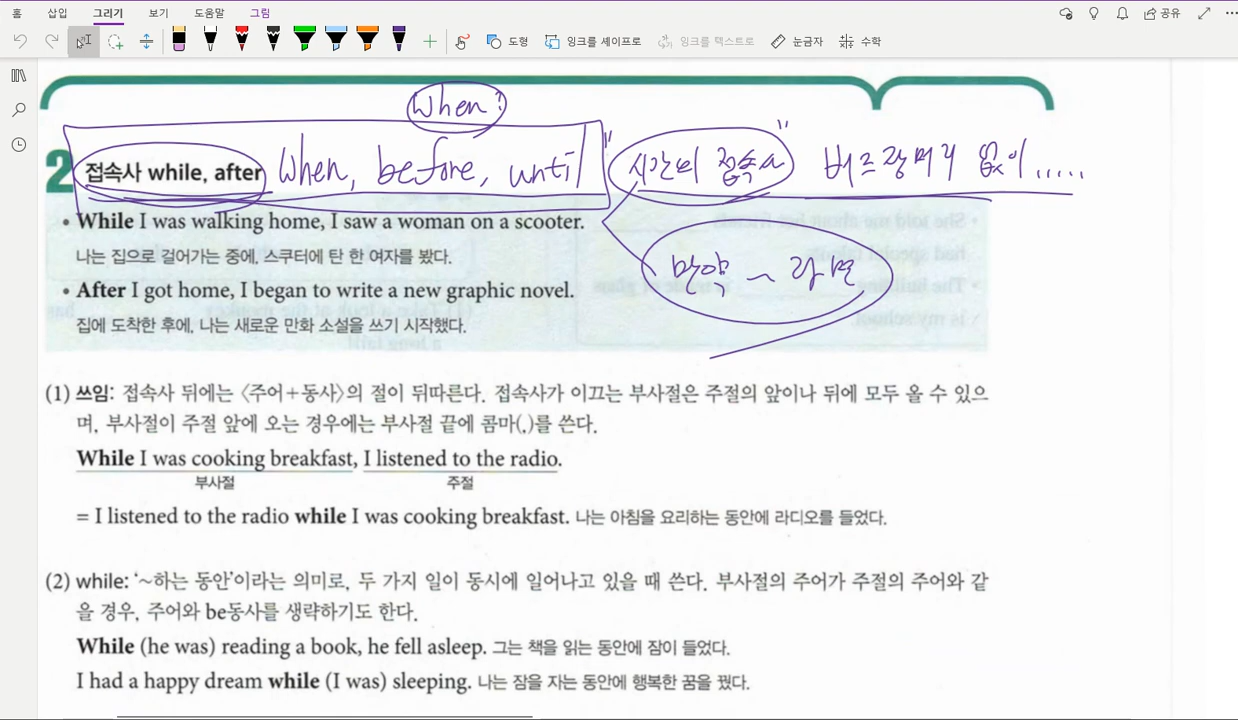 홈 삽입 그리기 보기 도움말 그림 공유
도형 잉크를 셰이프로 잉크를 텍스트로 눈금자 수학
When?
2 접속사 while, after When, before, until "시간의 접속사" 버르장머리 없이.....
• While I was walking home, I saw a woman on a scooter.
나는 집으로 걸어가는 중에, 스쿠터에 탄 한 여자를 봤다.
만약 ~ 라면
• After I got home, I began to write a new graphic novel.
집에 도착한 후에, 나는 새로운 만화 소설을 쓰기 시작했다.
(1) 쓰임: 접속사 뒤에는 〈주어+동사〉의 절이 뒤따른다. 접속사가 이끄는 부사절은 주절의 앞이나 뒤에 모두 올 수 있으
며, 부사절이 주절 앞에 오는 경우에는 부사절 끝에 콤마(,)를 쓴다.
While I was cooking breakfast, I listened to the radio.
부사절 주절
= I listened to the radio while I was cooking breakfast. 나는 아침을 요리하는 동안에 라디오를 들었다.
(2) while: '~하는 동안'이라는 의미로, 두 가지 일이 동시에 일어나고 있을 때 쓴다. 부사절의 주어가 주절의 주어와 같
을 경우, 주어와 be동사를 생략하기도 한다.
While (he was) reading a book, he fell asleep. 그는 책을 읽는 동안에 잠이 들었다.
I had a happy dream while (I was) sleeping. 나는 잠을 자는 동안에 행복한 꿈을 꿨다.